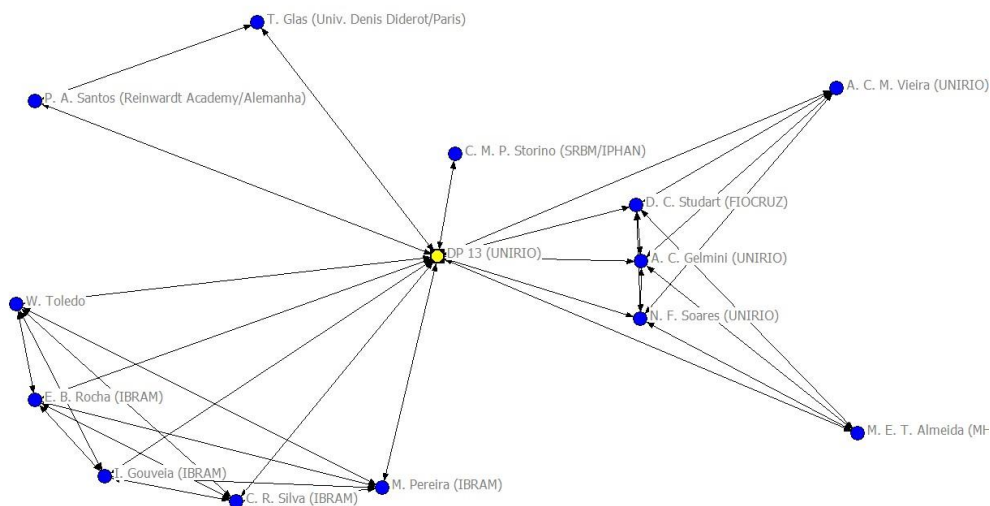 T. Glas (Univ. Denis Diderot/Paris)
A. C. M. Vieira (UNIRIO)
P. A. Santos (Reinwardt Academy/Alemanha)
C. M. P. Storino (SRBM/IPHAN)
D. C. Studart (FIOCRUZ)
DP 13 (UNIRIO)
A. C. Gelmini (UNIRIO)
W. Toledo
N. F. Soares (UNIRIO)
E. B. Rocha (IBRAM)
M. E. T. Almeida (MH
I. Gouveia (IBRAM)
M. Pereira (IBRAM)
C. R. Silva (IBRAM)